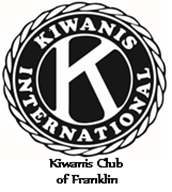 KIWANIS
K
INTERNATIONAL
Kiwanis Club
of Franklin